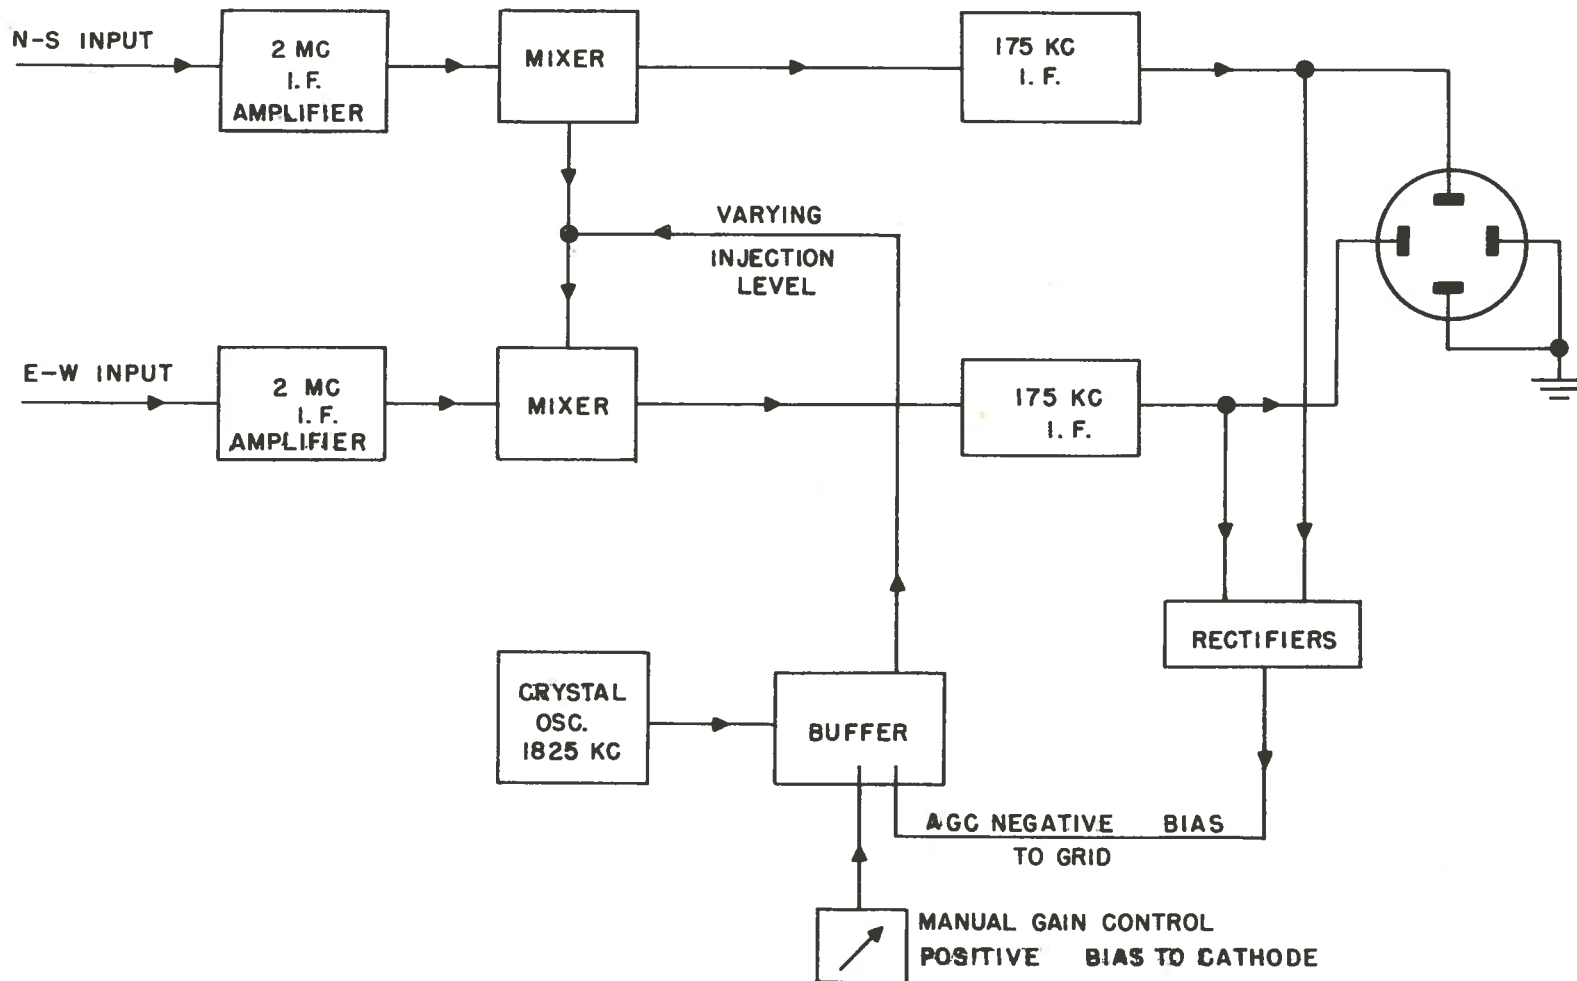 N-S INPUT
2 MC
I.F.
AMPLIFIER
MIXER
175 KC
I.F.
VARYING
INJECTION
LEVEL
E-W INPUT
2 MC
I.F.
AMPLIFIER
MIXER
175 KC
I.F.
RECTIFIERS
CRYSTAL
OSC.
1825 KC
BUFFER
AGC NEGATIVE BIAS
TO GRID
MANUAL GAIN CONTROL
POSITIVE BIAS TO CATHODE